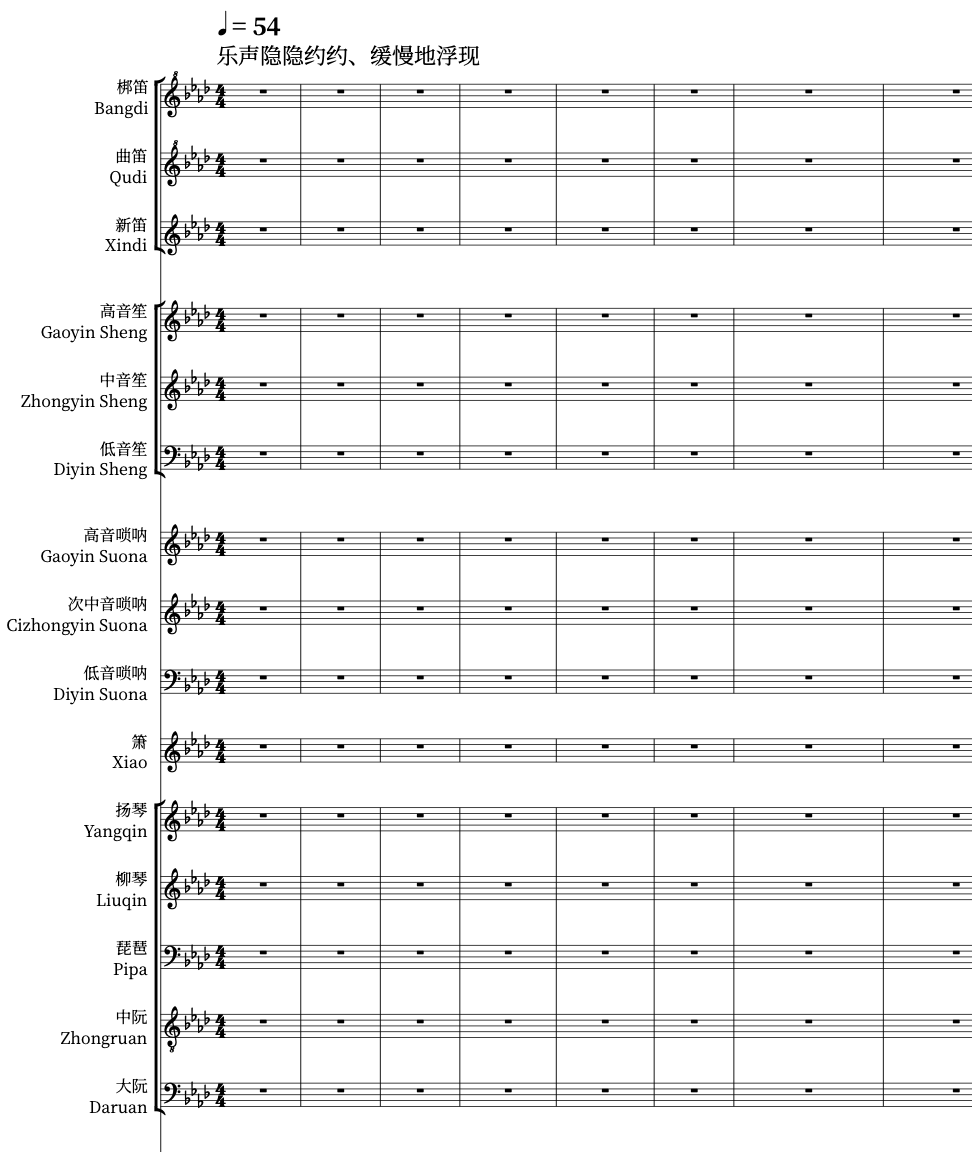 ♩= 54
乐声隐隐约约、缓慢地浮现
梆笛
Bangdi
曲笛
Qudi
新笛
Xindi
高音笙
Gaoyin Sheng
中音笙
Zhongyin Sheng
低音笙
Diyin Sheng
高音唢呐
Gaoyin Suona
次中音唢呐
Cizhongyin Suona
低音唢呐
Diyin Suona
箫
Xiao
扬琴
Yangqin
柳琴
Liuqin
琵琶
Pipa
中阮
Zhongruan
大阮
Daruan